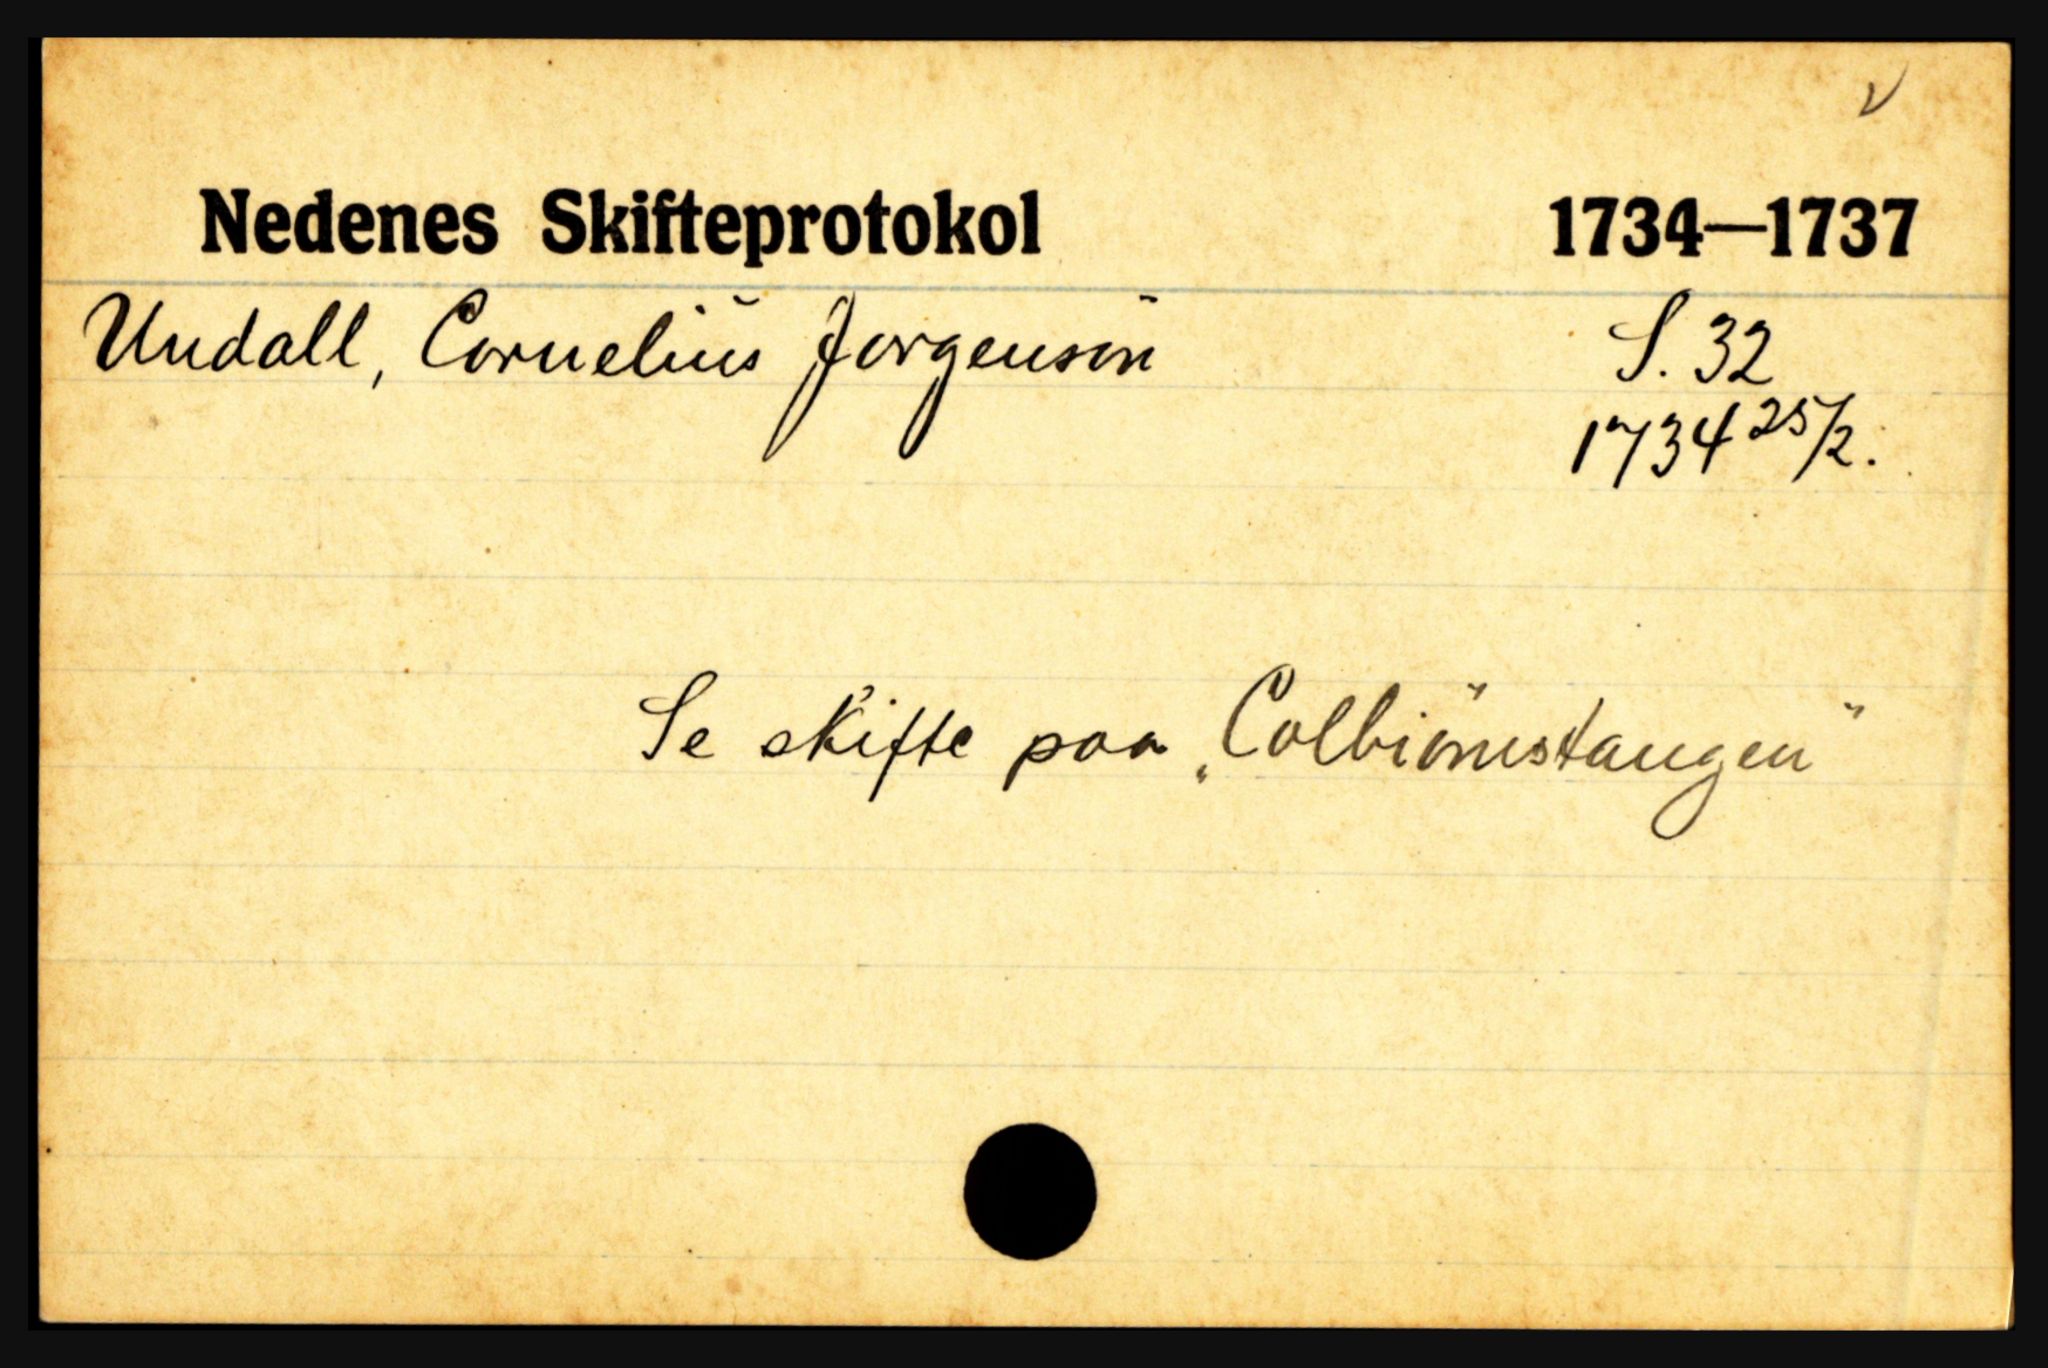 V
Nedenes Skifteprotokol 1734—1737
Undall, Cornelius Jorgensön S. 32
1734 25/2.
Se skifte paa „Colbiörnstangen"